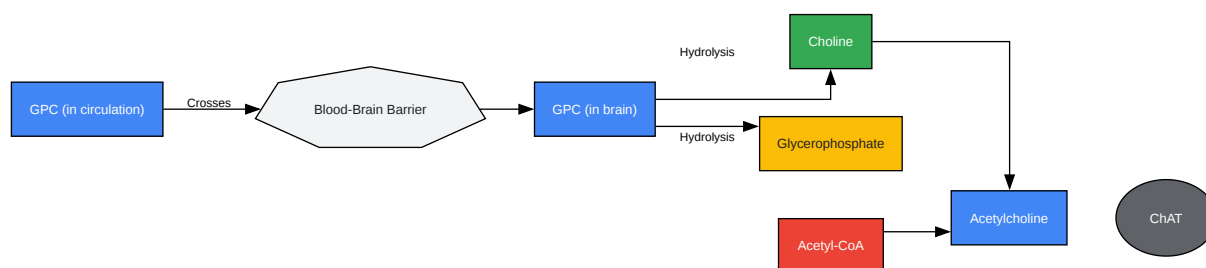 GPC (in circulation)
Crosses
Blood-Brain Barrier
GPC (in brain)
Hydrolysis
Choline
Hydrolysis
Glycerophosphate
Acetyl-CoA
Acetylcholine
ChAT